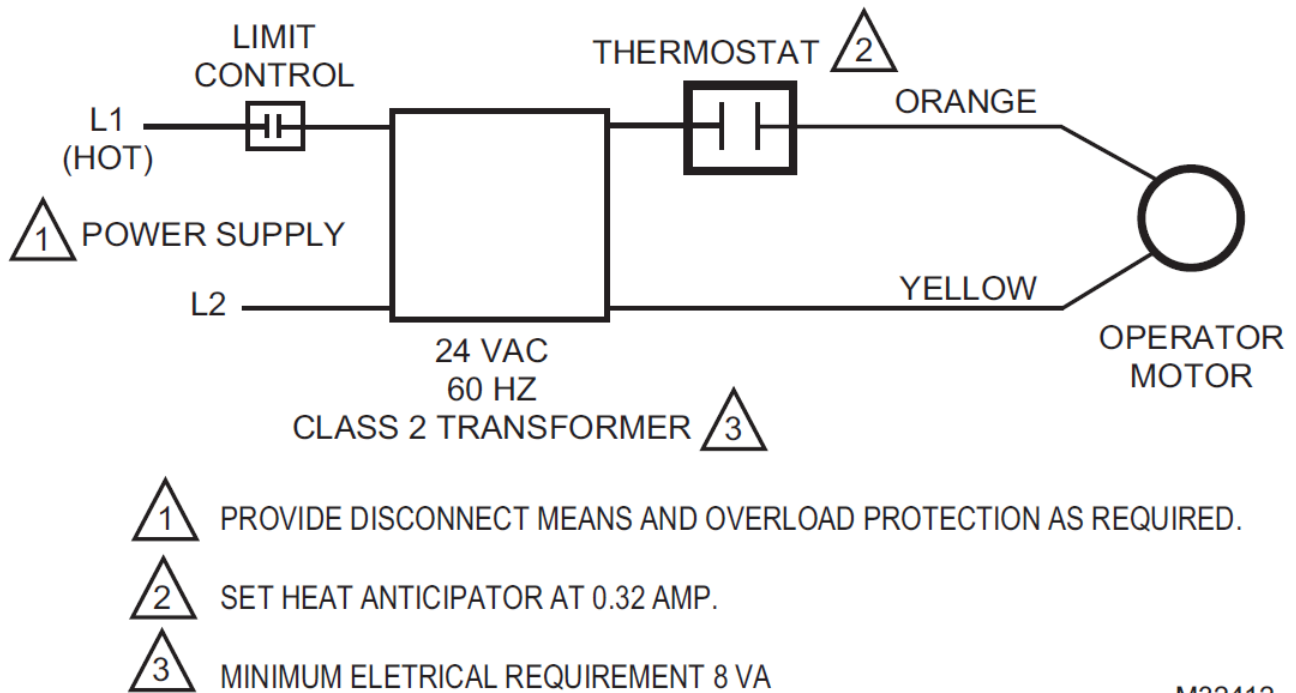 LIMIT
CONTROL
THERMOSTAT 2
ORANGE
L1
(HOT)
1 POWER SUPPLY
L2
YELLOW
OPERATOR
MOTOR
24 VAC
60 HZ
CLASS 2 TRANSFORMER 3
1 PROVIDE DISCONNECT MEANS AND OVERLOAD PROTECTION AS REQUIRED.
2 SET HEAT ANTICIPATOR AT 0.32 AMP.
3 MINIMUM ELETRICAL REQUIREMENT 8 VA